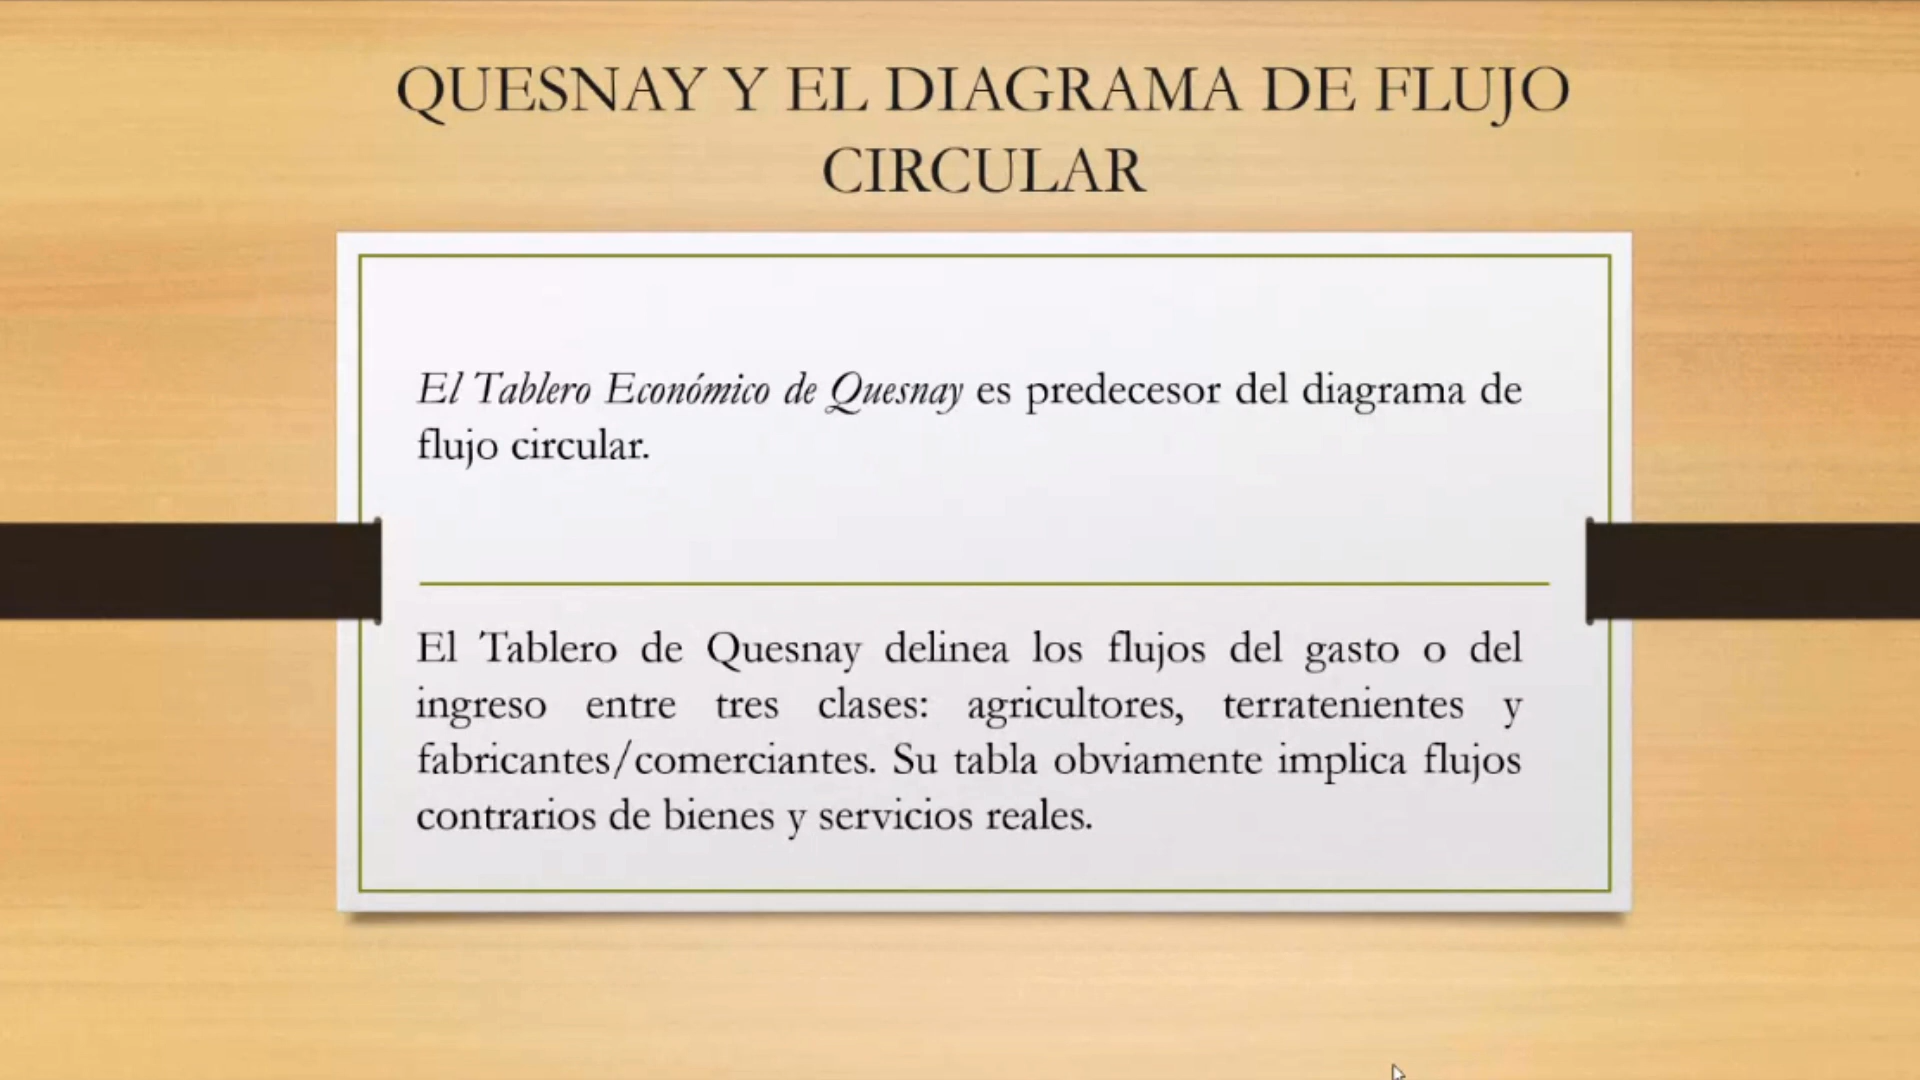 QUESNAY Y EL DIAGRAMA DE FLUJO
CIRCULAR
El Tablero Económico de Quesnay es predecesor del diagrama de
flujo circular.
El Tablero de Quesnay delinea los flujos del gasto o del
ingreso entre tres clases: agricultores, terratenientes y
fabricantes/comerciantes. Su tabla obviamente implica flujos
contrarios de bienes y servicios reales.